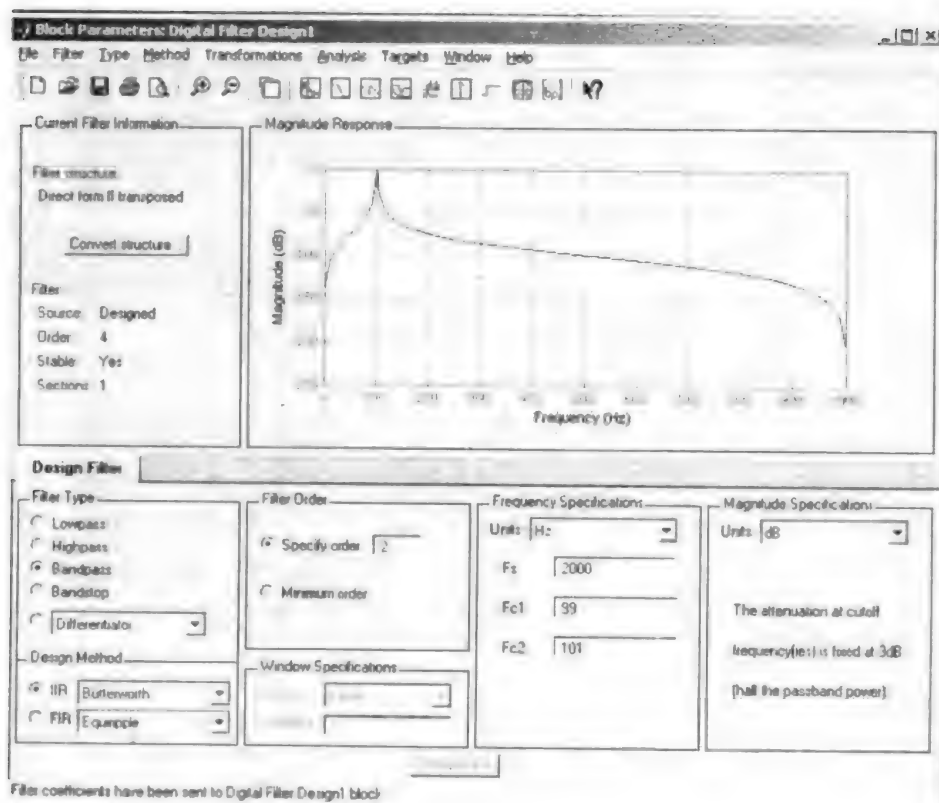 Block Parameters: Digital Filter Design1
File Filter Type Method Transformations Analysis Targets Window Help
Current Filter Information
Filter structure:
Direct form II transposed
Convert structure
Filter
Source: Designed
Order: 4
Stable: Yes
Sections: 1
Magnitude Response
Magnitude (dB)
Frequency (Hz)
Design Filter
Filter Type
Lowpass
Highpass
Bandpass
Bandstop
Differentiator
Design Method
IIR Butterworth
FIR Equiripple
Filter Order
Specify order 2
Minimum order
Window Specifications
Frequency Specifications
Units: Hz
Fs 2000
Fc1 99
Fc2 101
Magnitude Specifications
Units: dB
The attenuation at cutoff
frequency(ies) is fixed at 3dB
(half the passband power)
Filter coefficients have been sent to Digital Filter Design1 block